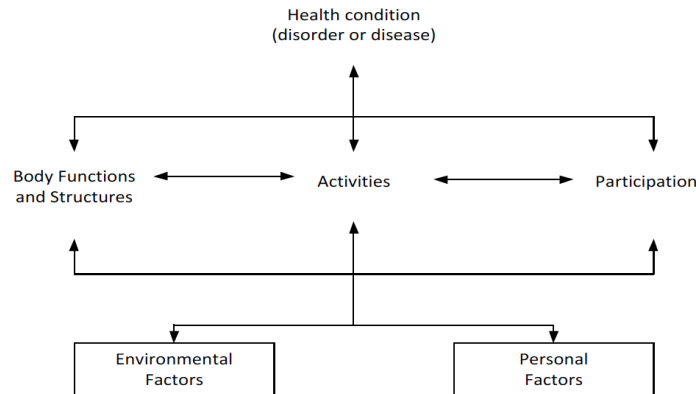 Health condition
(disorder or disease)
Body Functions
and Structures
Activities
Participation
Environmental
Factors
Personal
Factors